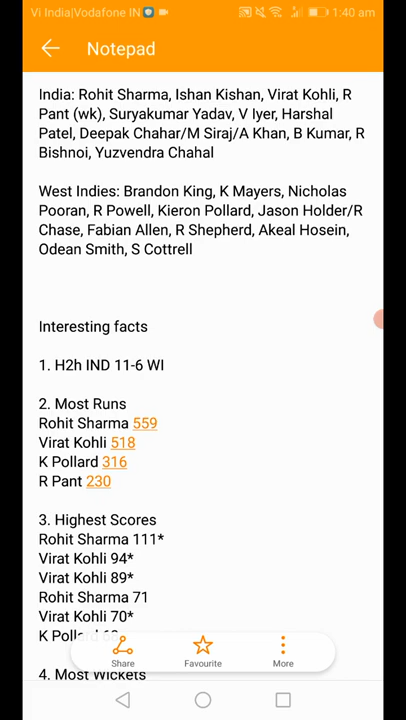 Vi India|Vodafone IN
1:40 am
Notepad
India: Rohit Sharma, Ishan Kishan, Virat Kohli, R
Pant (wk), Suryakumar Yadav, V Iyer, Harshal
Patel, Deepak Chahar/M Siraj/A Khan, B Kumar, R
Bishnoi, Yuzvendra Chahal
West Indies: Brandon King, K Mayers, Nicholas
Pooran, R Powell, Kieron Pollard, Jason Holder/R
Chase, Fabian Allen, R Shepherd, Akeal Hosein,
Odean Smith, S Cottrell
Interesting facts
1. H2h IND 11-6 WI
2. Most Runs
Rohit Sharma 559
Virat Kohli 518
K Pollard 316
R Pant 230
3. Highest Scores
Rohit Sharma 111*
Virat Kohli 94*
Virat Kohli 89*
Rohit Sharma 71
Virat Kohli 70*
K Pollard
Share
Favourite
More
4. Most Wickets